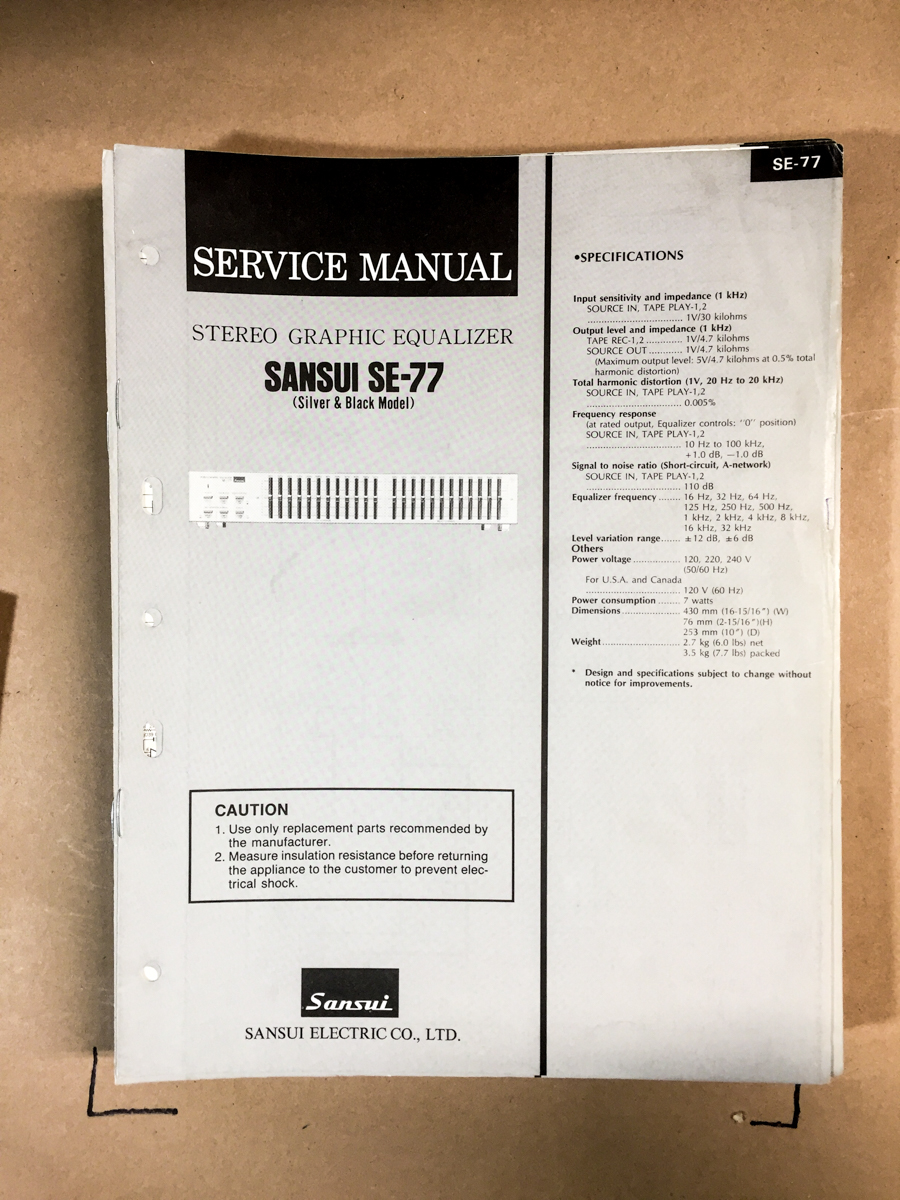 SERVICE MANUAL
STEREO GRAPHIC EQUALIZER
SANSUI SE-77
(Silver & Black Model)
CAUTION
1. Use only replacement parts recommended by
the manufacturer.
2. Measure insulation resistance before returning
the appliance to the customer to prevent elec-
trical shock.
Sansui
SANSUI ELECTRIC CO., LTD.
SE-77
•SPECIFICATIONS
Input sensitivity and impedance (1 kHz)
SOURCE IN, TAPE PLAY-1,2
................................ 1V/30 kilohms
Output level and impedance (1 kHz)
TAPE REC-1,2 ............ 1V/4.7 kilohms
SOURCE OUT ........... 1V/4.7 kilohms
(Maximum output level: 5V/4.7 kilohms at 0.5% total
harmonic distortion)
Total harmonic distortion (1V, 20 Hz to 20 kHz)
SOURCE IN, TAPE PLAY-1,2
................................ 0.005%
Frequency response
(at rated output, Equalizer controls: ''0'' position)
SOURCE IN, TAPE PLAY-1,2
................................ 10 Hz to 100 kHz,
+1.0 dB, −1.0 dB
Signal to noise ratio (Short-circuit, A-network)
SOURCE IN, TAPE PLAY-1,2
................................ 110 dB
Equalizer frequency ........ 16 Hz, 32 Hz, 64 Hz,
125 Hz, 250 Hz, 500 Hz,
1 kHz, 2 kHz, 4 kHz, 8 kHz,
16 kHz, 32 kHz
Level variation range....... ±12 dB, ±6 dB
Others
Power voltage ................. 120, 220, 240 V
(50/60 Hz)
For U.S.A. and Canada
................................ 120 V (60 Hz)
Power consumption ........ 7 watts
Dimensions ..................... 430 mm (16-15/16") (W)
76 mm (2-15/16")(H)
253 mm (10") (D)
Weight............................ 2.7 kg (6.0 lbs) net
3.5 kg (7.7 lbs) packed
* Design and specifications subject to change without
notice for improvements.